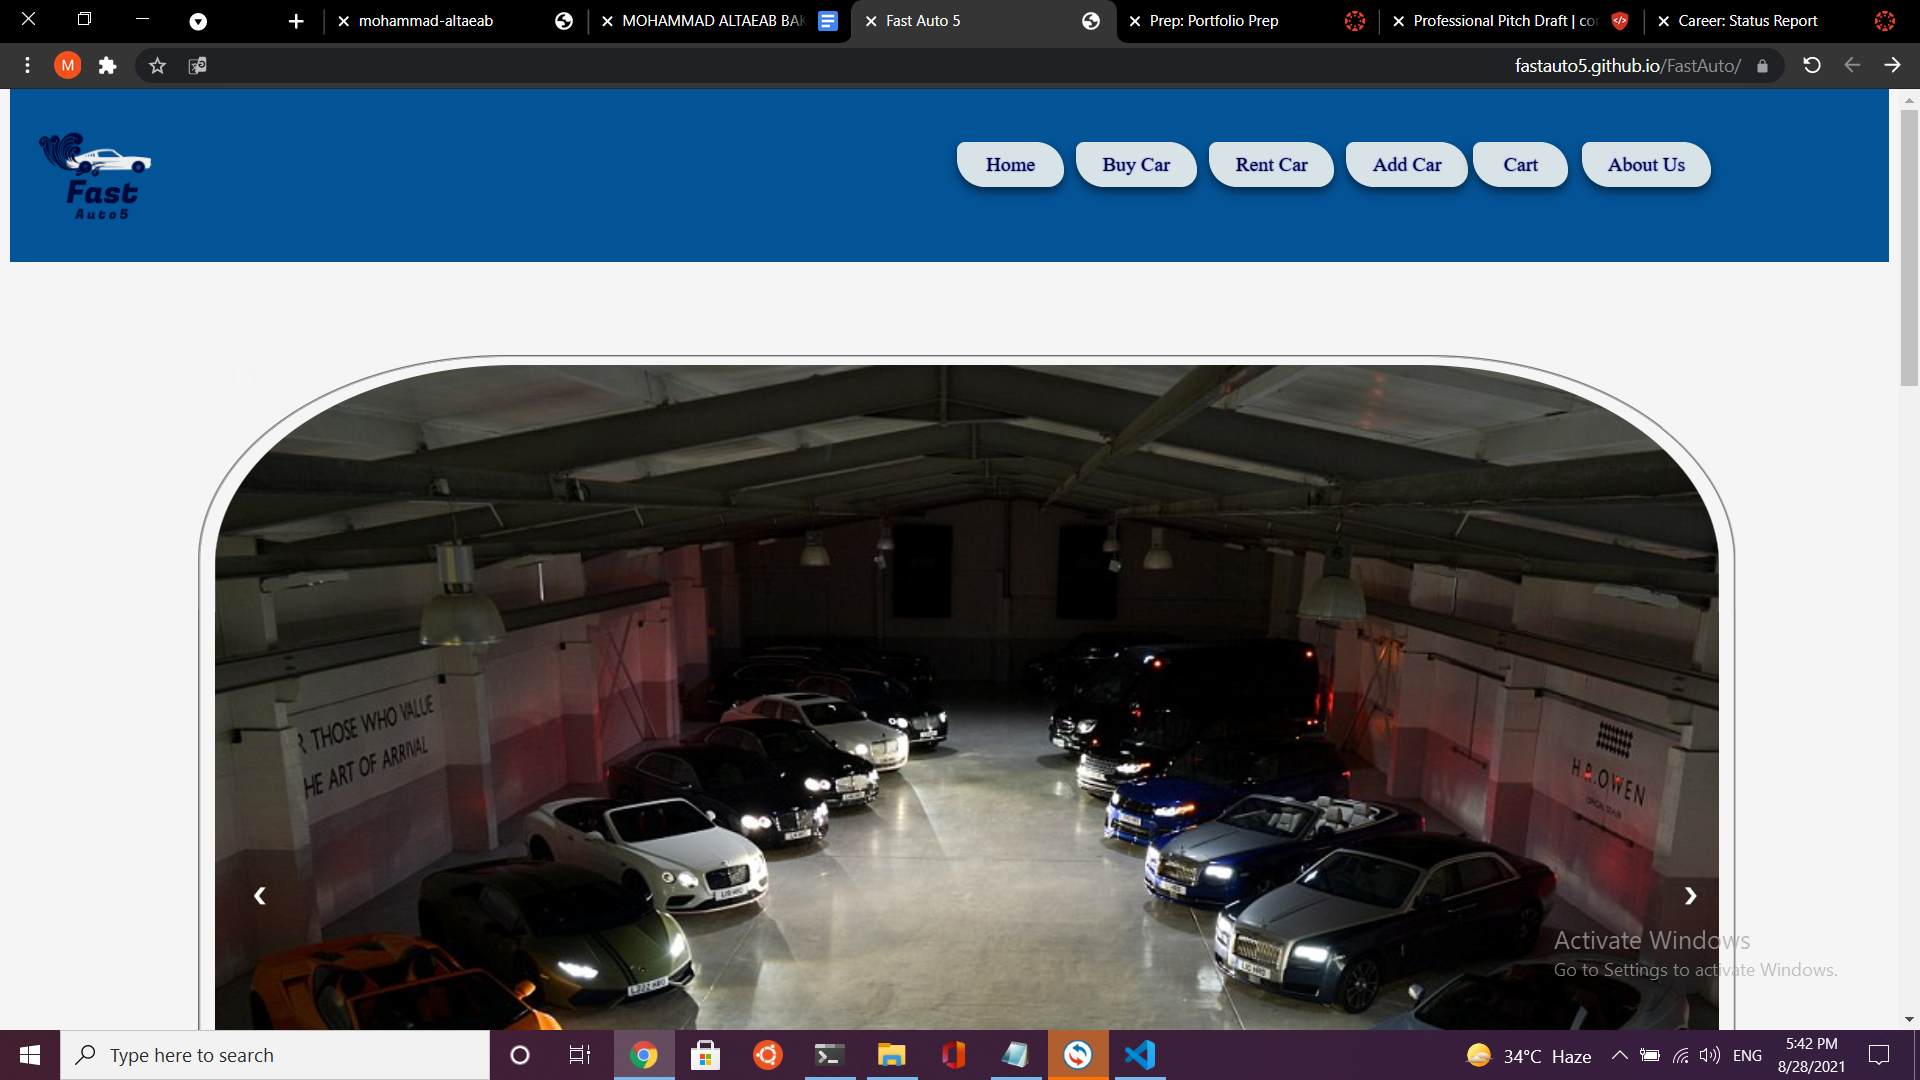 mohammad-altaeab
MOHAMMAD ALTAEAB BAK
Fast Auto 5
Prep: Portfolio Prep
Professional Pitch Draft | co
Career: Status Report
M
fastauto5.github.io/FastAuto/
Fast
Auto5
Home
Buy Car
Rent Car
Add Car
Cart
About Us
R THOSE WHO VALUE
HE ART OF ARRIVAL
H.R.OWEN
L222 HRO
Activate Windows
Go to Settings to activate Windows.
Type here to search
34°C Haze
ENG
5:42 PM
8/28/2021